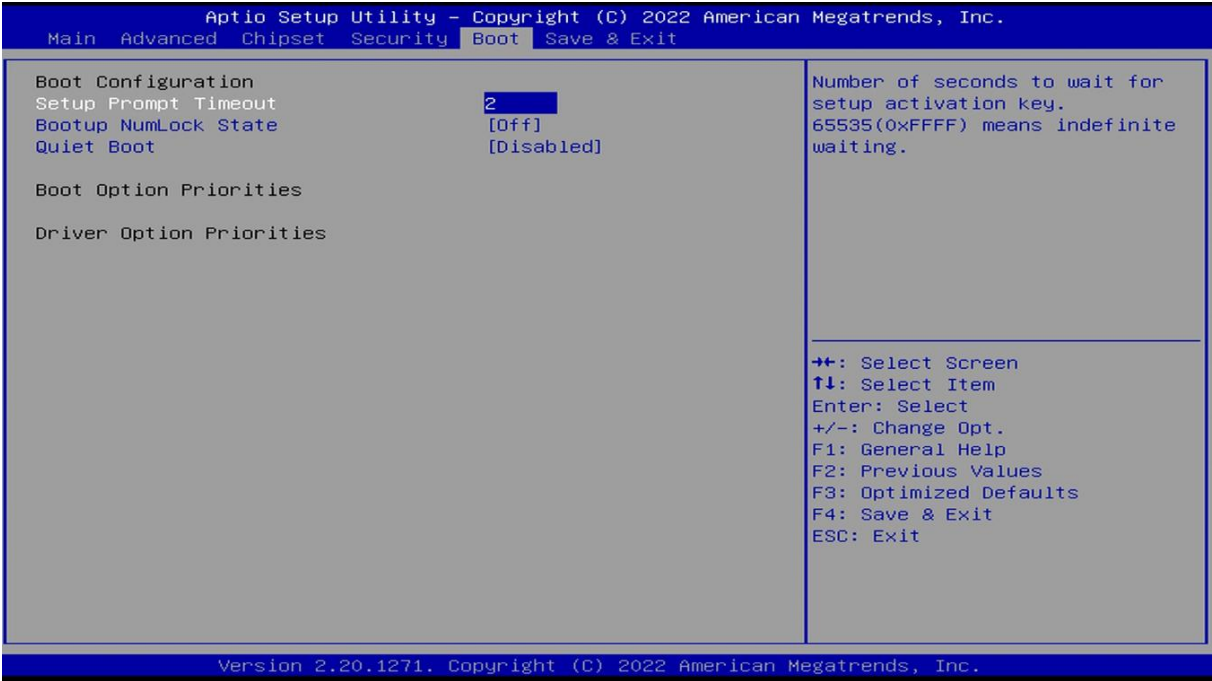 Aptio Setup Utility – Copyright (C) 2022 American Megatrends, Inc.
Main Advanced Chipset Security Boot Save & Exit
Boot Configuration
Setup Prompt Timeout 2
Bootup NumLock State [Off]
Quiet Boot [Disabled]
Boot Option Priorities
Driver Option Priorities
Number of seconds to wait for
setup activation key.
65535(0xFFFF) means indefinite
waiting.
→←: Select Screen
↑↓: Select Item
Enter: Select
+/-: Change Opt.
F1: General Help
F2: Previous Values
F3: Optimized Defaults
F4: Save & Exit
ESC: Exit
Version 2.20.1271. Copyright (C) 2022 American Megatrends, Inc.